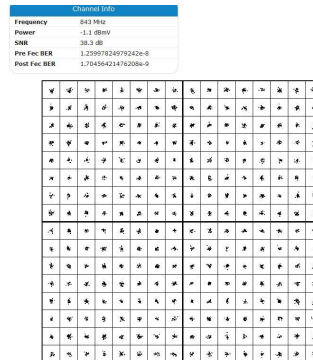 Channel Info
Frequency 843 MHz
Power -1.1 dBmV
SNR 38.3 dB
Pre Fec BER 1.25997824979242e-8
Post Fec BER 1.70456421476208e-9